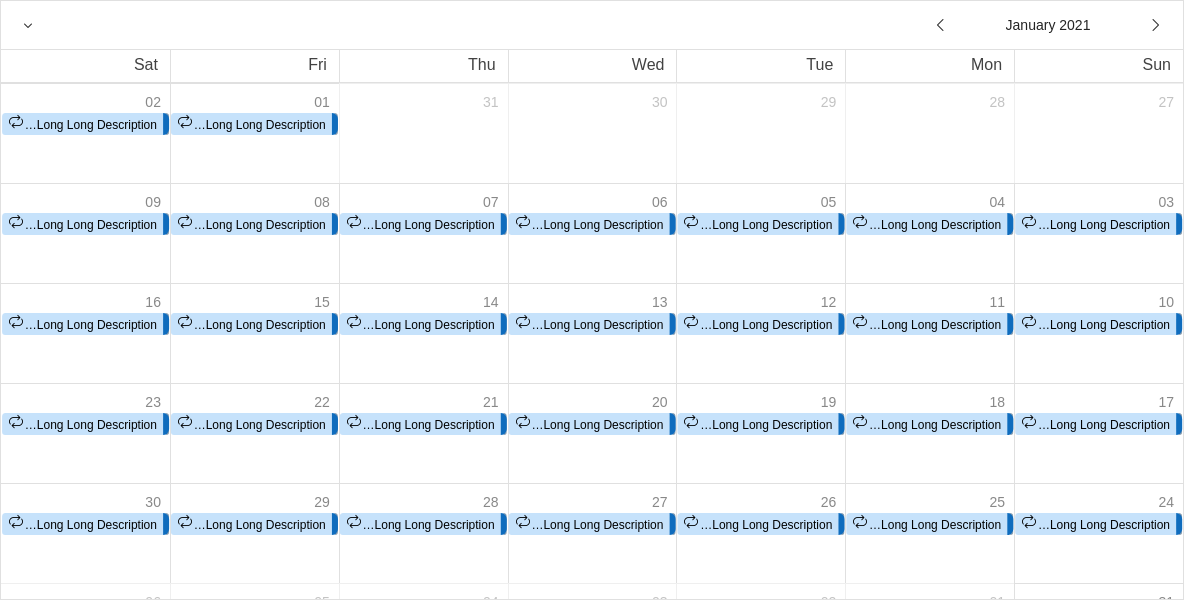 January 2021
Sat Fri Thu Wed Tue Mon Sun
02 01 31 30 29 28 27
...Long Long Description ...Long Long Description
09 08 07 06 05 04 03
...Long Long Description ...Long Long Description ...Long Long Description ...Long Long Description ...Long Long Description ...Long Long Description ...Long Long Description
16 15 14 13 12 11 10
...Long Long Description ...Long Long Description ...Long Long Description ...Long Long Description ...Long Long Description ...Long Long Description ...Long Long Description
23 22 21 20 19 18 17
...Long Long Description ...Long Long Description ...Long Long Description ...Long Long Description ...Long Long Description ...Long Long Description ...Long Long Description
30 29 28 27 26 25 24
...Long Long Description ...Long Long Description ...Long Long Description ...Long Long Description ...Long Long Description ...Long Long Description ...Long Long Description